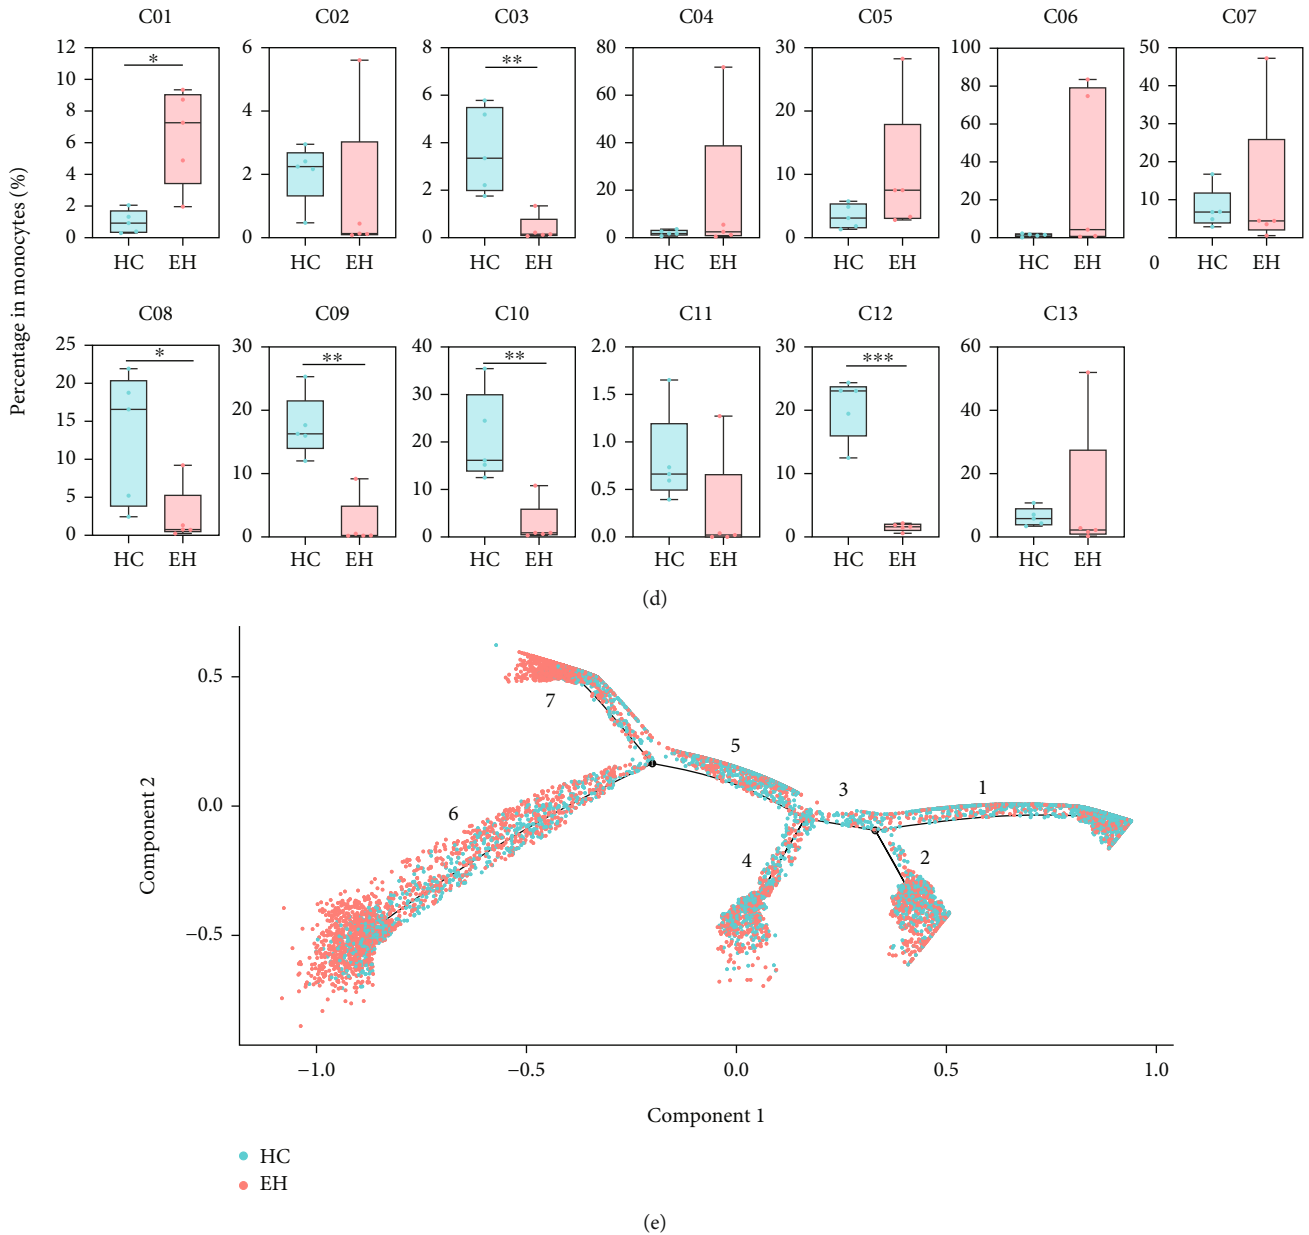 C01 C02 C03 C04 C05 C06 C07
Percentage in monocytes (%)
12 10 8 6 4 2 0
*
HC EH
6 4 2 0
HC EH
8 6 4 2 0
**
HC EH
80 60 40 20 0
HC EH
30 20 10 0
HC EH
100 80 60 40 20 0
HC EH
50 40 30 20 10 0
HC EH
C08 C09 C10 C11 C12 C13
25 20 15 10 5 0
*
HC EH
30 20 10 0
**
HC EH
40 30 20 10 0
**
HC EH
2.0 1.5 1.0 0.5 0.0
HC EH
30 20 10 0
***
HC EH
60 40 20 0
HC EH
(d)
Component 2
0.5
0.0
−0.5
7
5
3
1
6
4
2
−1.0 −0.5 0.0 0.5 1.0
Component 1
HC
EH
(e)